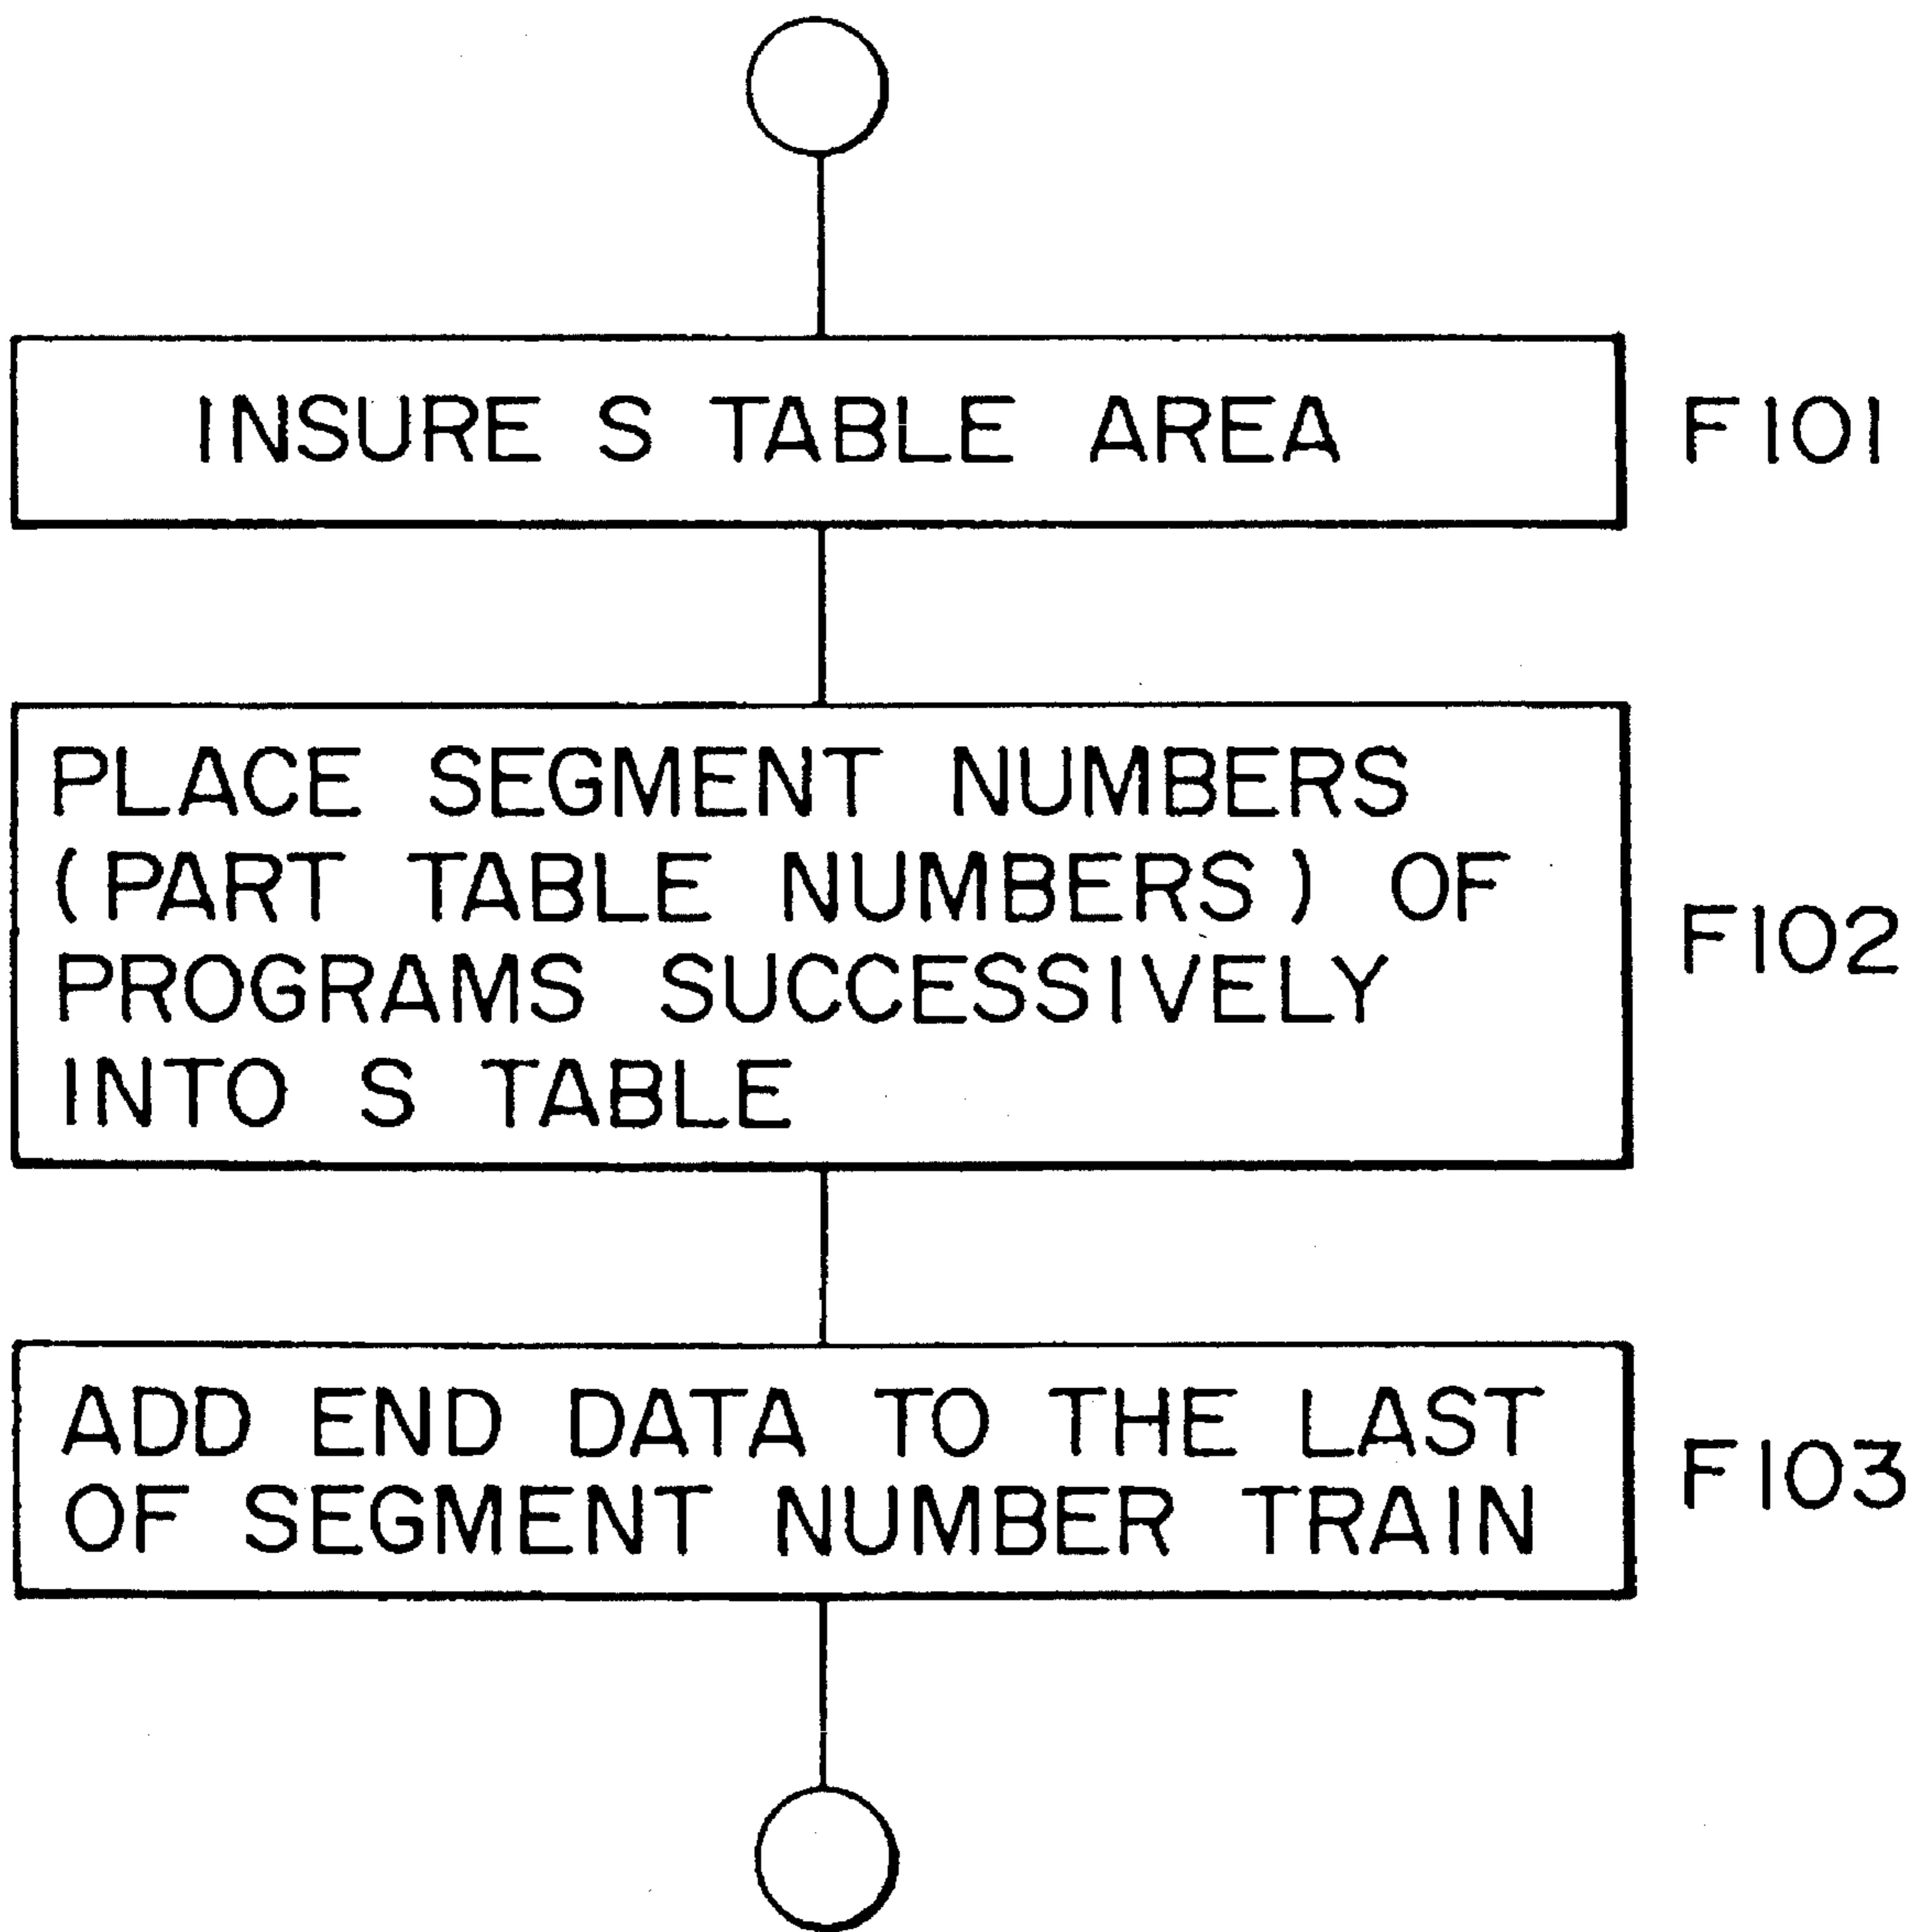 INSURE S TABLE AREA
F101
PLACE SEGMENT NUMBERS
(PART TABLE NUMBERS) OF
PROGRAMS SUCCESSIVELY
INTO S TABLE
F102
ADD END DATA TO THE LAST
OF SEGMENT NUMBER TRAIN
F103